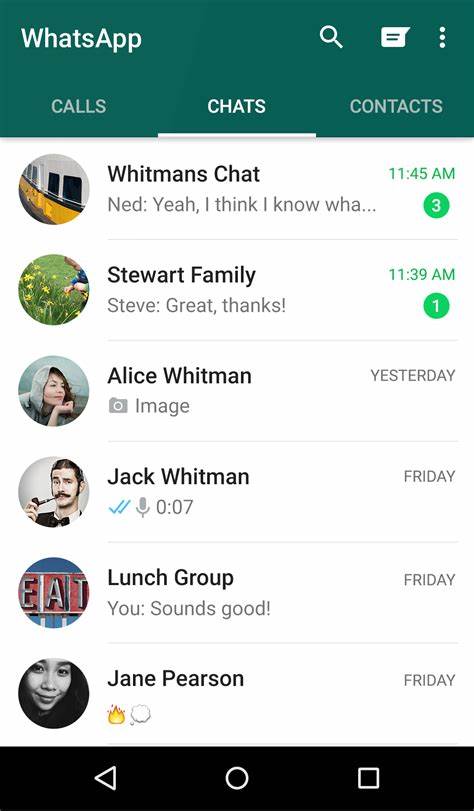 WhatsApp
CALLS CHATS CONTACTS
Whitmans Chat 11:45 AM
Ned: Yeah, I think I know wha... 3
Stewart Family 11:39 AM
Steve: Great, thanks! 1
Alice Whitman YESTERDAY
Image
Jack Whitman FRIDAY
0:07
EAT
Lunch Group FRIDAY
You: Sounds good!
Jane Pearson FRIDAY
🔥💭